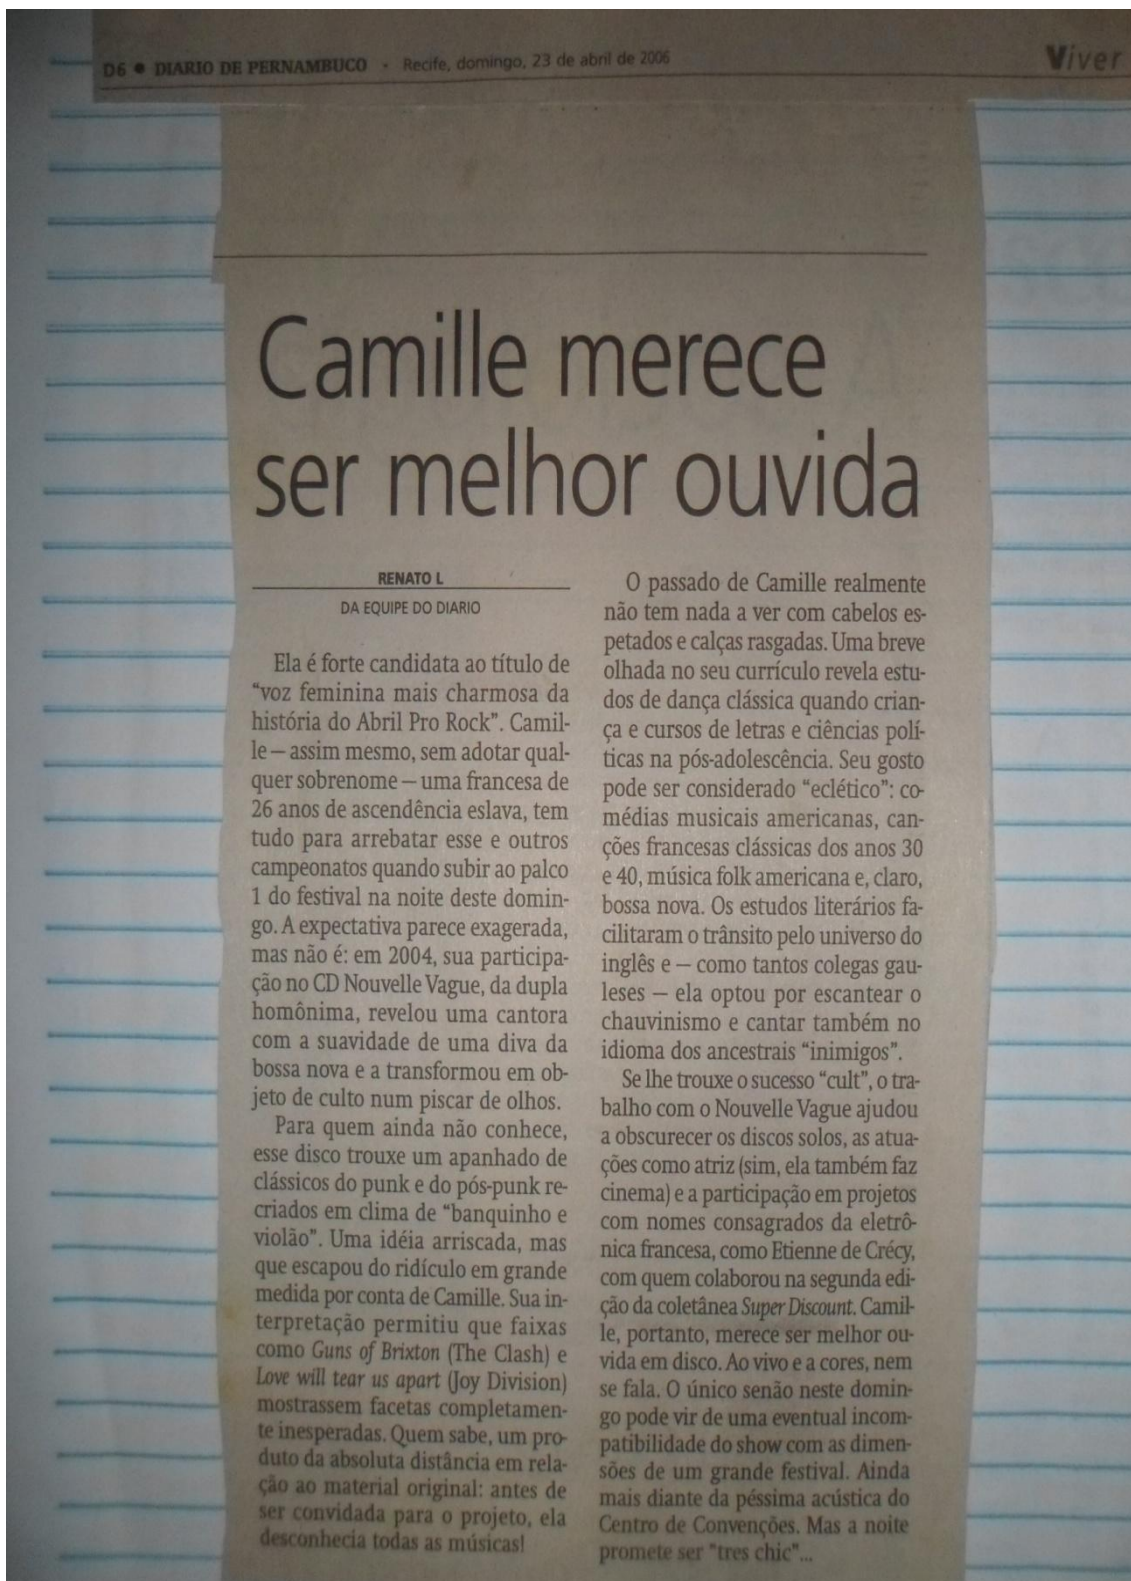 D6 • DIARIO DE PERNAMBUCO - Recife, domingo, 23 de abril de 2006
Viver
Camille merece
ser melhor ouvida
RENATO L
DA EQUIPE DO DIARIO
Ela é forte candidata ao título de
“voz feminina mais charmosa da
história do Abril Pro Rock”. Camil-
le — assim mesmo, sem adotar qual-
quer sobrenome — uma francesa de
26 anos de ascendência eslava, tem
tudo para arrebatar esse e outros
campeonatos quando subir ao palco
1 do festival na noite deste domin-
go. A expectativa parece exagerada,
mas não é: em 2004, sua participa-
ção no CD Nouvelle Vague, da dupla
homônima, revelou uma cantora
com a suavidade de uma diva da
bossa nova e a transformou em ob-
jeto de culto num piscar de olhos.
Para quem ainda não conhece,
esse disco trouxe um apanhado de
clássicos do punk e do pós-punk re-
criados em clima de “banquinho e
violão”. Uma idéia arriscada, mas
que escapou do ridículo em grande
medida por conta de Camille. Sua in-
terpretação permitiu que faixas
como Guns of Brixton (The Clash) e
Love will tear us apart (Joy Division)
mostrassem facetas completamen-
te inesperadas. Quem sabe, um pro-
duto da absoluta distância em rela-
ção ao material original: antes de
ser convidada para o projeto, ela
desconhecia todas as músicas!
O passado de Camille realmente
não tem nada a ver com cabelos es-
petados e calças rasgadas. Uma breve
olhada no seu currículo revela estu-
dos de dança clássica quando crian-
ça e cursos de letras e ciências polí-
ticas na pós-adolescência. Seu gosto
pode ser considerado “eclético”: co-
médias musicais americanas, can-
ções francesas clássicas dos anos 30
e 40, música folk americana e, claro,
bossa nova. Os estudos literários fa-
cilitaram o trânsito pelo universo do
inglês e — como tantos colegas gau-
leses — ela optou por escantear o
chauvinismo e cantar também no
idioma dos ancestrais “inimigos”.
Se lhe trouxe o sucesso “cult”, o tra-
balho com o Nouvelle Vague ajudou
a obscurecer os discos solos, as atua-
ções como atriz (sim, ela também faz
cinema) e a participação em projetos
com nomes consagrados da eletrô-
nica francesa, como Etienne de Crécy,
com quem colaborou na segunda edi-
ção da coletânea Super Discount. Camil-
le, portanto, merece ser melhor ou-
vida em disco. Ao vivo e a cores, nem
se fala. O único senão neste domin-
go pode vir de uma eventual incom-
patibilidade do show com as dimen-
sões de um grande festival. Ainda
mais diante da péssima acústica do
Centro de Convenções. Mas a noite
promete ser "tres chic"...